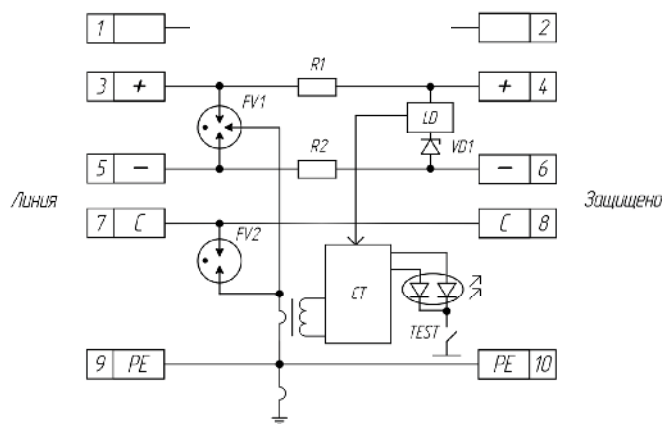 1
2
3 +
R1
+ 4
FV1
LD
VD1
5 −
R2
− 6
Линия
Защищено
7 C
C 8
FV2
CT
TEST
9 PE
PE 10